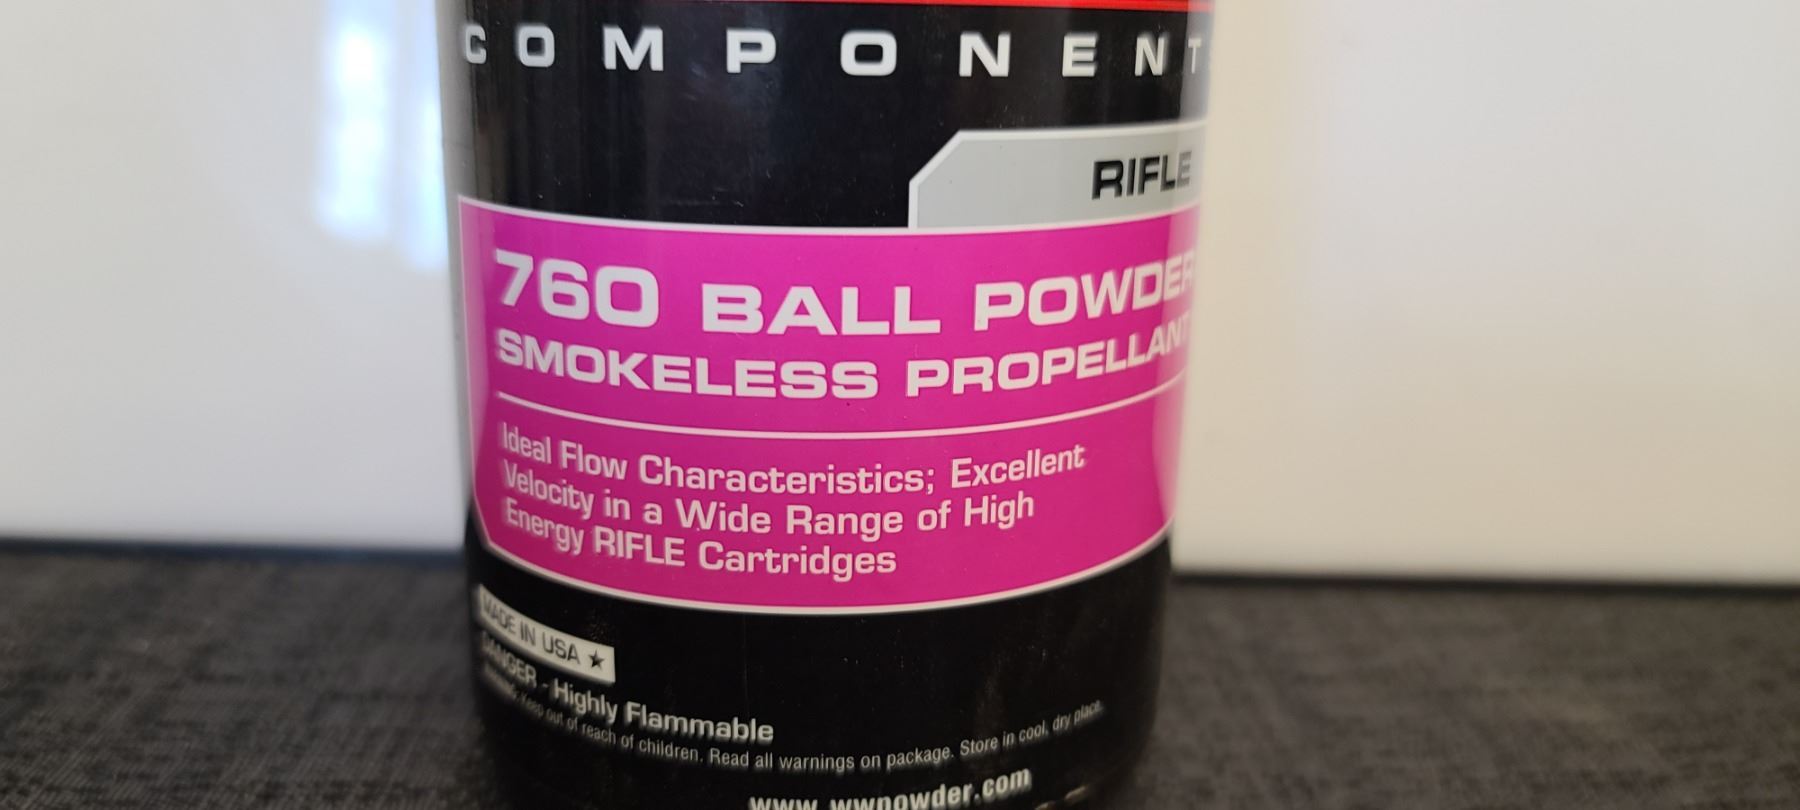 COMPONENT
RIFLE
760 BALL POWDER
SMOKELESS PROPELLANT
Ideal Flow Characteristics; Excellent
Velocity in a Wide Range of High
Energy RIFLE Cartridges
MADE IN USA ★
DANGER - Highly Flammable
Keep out of reach of children. Read all warnings on package. Store in cool, dry place.
www.wwpowder.com